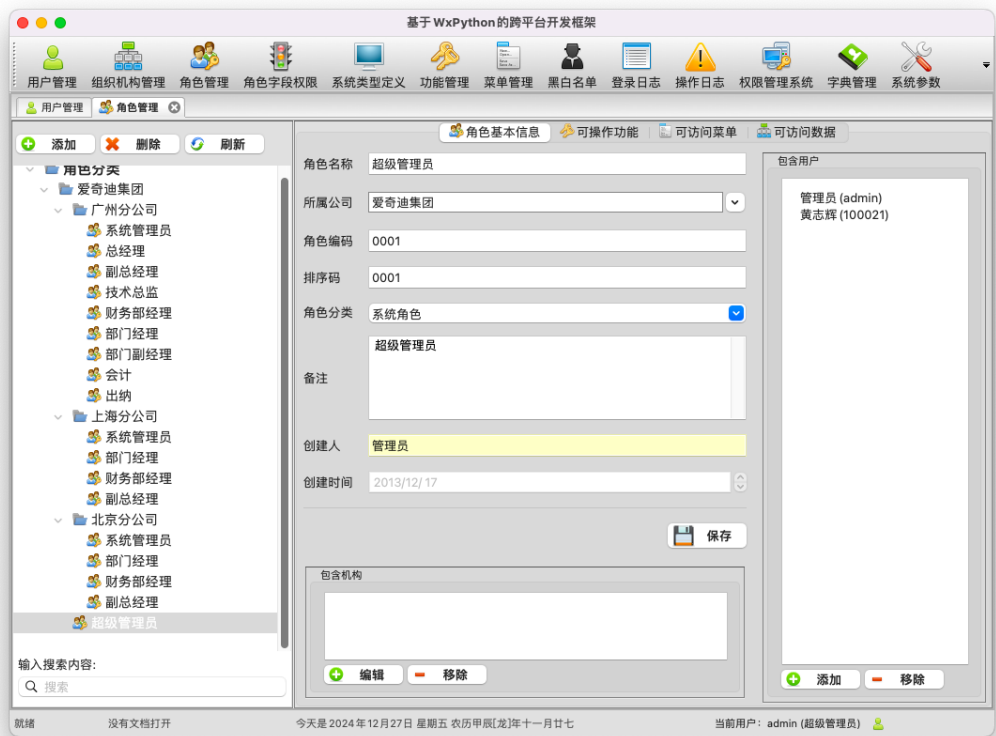 基于 WxPython 的跨平台开发框架
用户管理 组织机构管理 角色管理 角色字段权限 系统类型定义 功能管理 菜单管理 黑白名单 登录日志 操作日志 权限管理系统 字典管理 系统参数
用户管理 角色管理
添加 删除 刷新
角色分类
爱奇迪集团
广州分公司
系统管理员
总经理
副总经理
技术总监
财务部经理
部门经理
部门副经理
会计
出纳
上海分公司
系统管理员
部门经理
财务部经理
副总经理
北京分公司
系统管理员
部门经理
财务部经理
副总经理
超级管理员
输入搜索内容:
搜索
角色基本信息 可操作功能 可访问菜单 可访问数据
角色名称 超级管理员
所属公司 爱奇迪集团
角色编码 0001
排序码 0001
角色分类 系统角色
备注 超级管理员
创建人 管理员
创建时间 2013/12/ 17
保存
包含机构
编辑 移除
包含用户
管理员 (admin)
黄志辉 (100021)
添加 移除
就绪 没有文档打开 今天是 2024年12月27日 星期五 农历甲辰[龙]年十一月廿七 当前用户: admin (超级管理员)